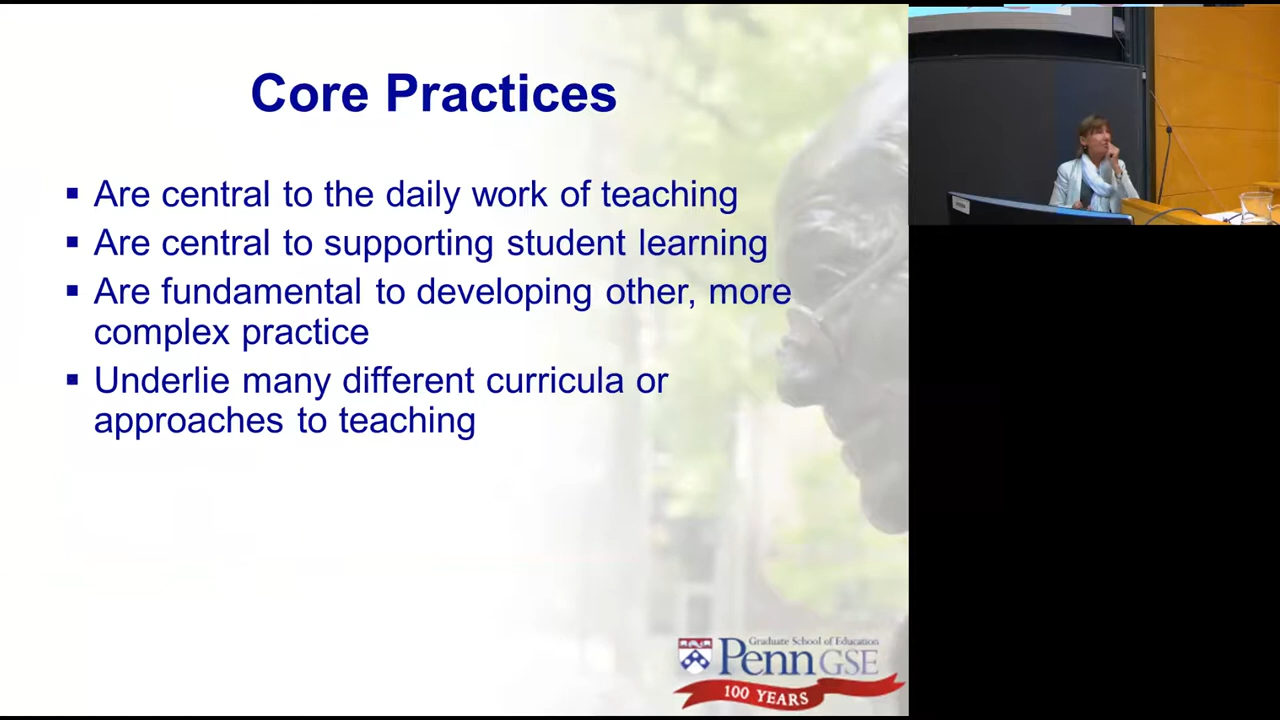 Core Practices
▪ Are central to the daily work of teaching
▪ Are central to supporting student learning
▪ Are fundamental to developing other, more
complex practice
▪ Underlie many different curricula or
approaches to teaching
Graduate School of Education
Penn GSE
100 YEARS